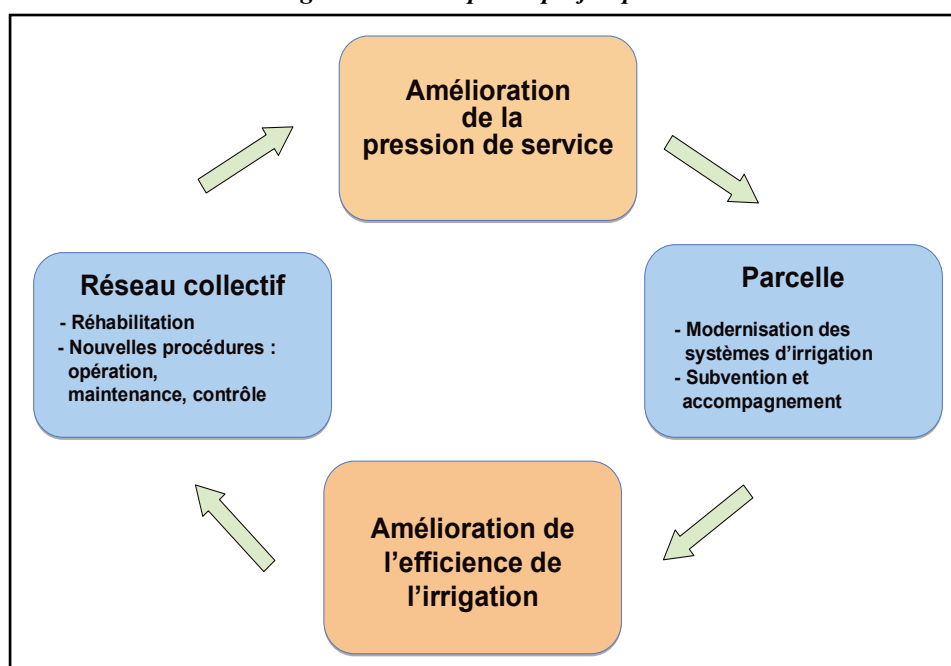 Amélioration
de la
pression de service
Réseau collectif
- Réhabilitation
- Nouvelles procédures :
opération,
maintenance, contrôle
Parcelle
- Modernisation des
systèmes d'irrigation
- Subvention et
accompagnement
Amélioration de
l'efficience de
l'irrigation